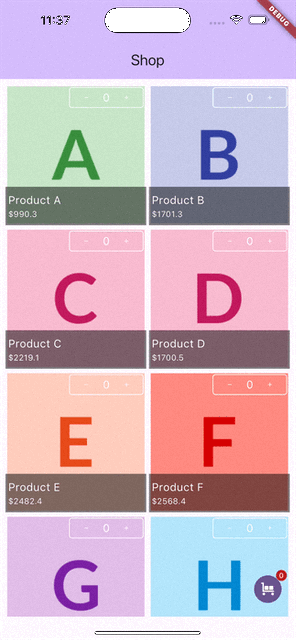 11:37
DEBUG
Shop
- 0 +
- 0 +
A
B
Product A
$990.3
Product B
$1701.3
- 0 +
- 0 +
C
D
Product C
$2219.1
Product D
$1700.5
- 0 +
- 0 +
E
F
Product E
$2482.4
Product F
$2568.4
- 0 +
- 0 +
G
H
0